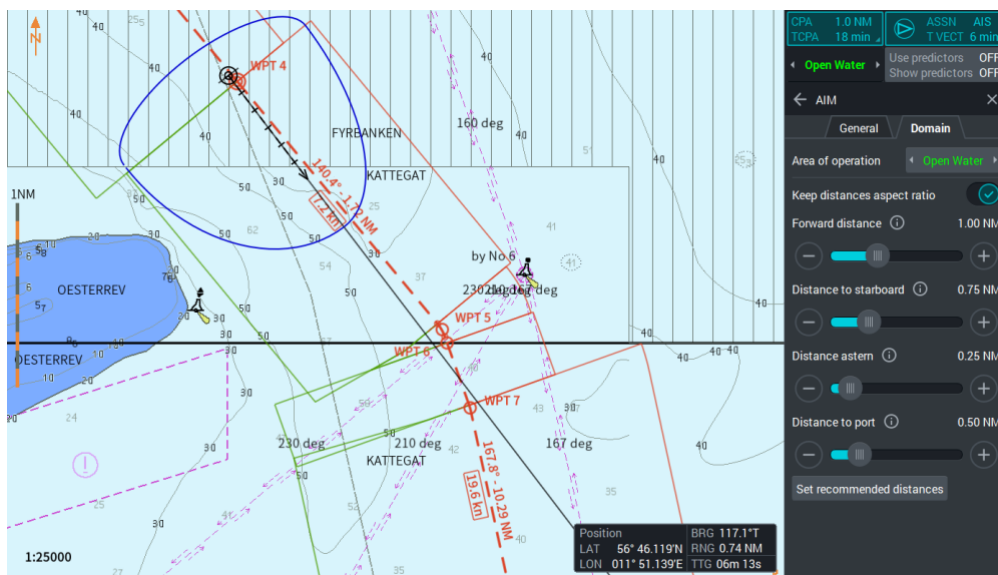 CPA 1.0 NM
TCPA 18 min
ASSN AIS
T VECT 6 min
Open Water
Use predictors OFF
Show predictors OFF
AIM
General Domain
Area of operation Open Water
Keep distances aspect ratio
Forward distance 1.00 NM
Distance to starboard 0.75 NM
Distance astern 0.25 NM
Distance to port 0.50 NM
Set recommended distances
N
WPT 4
160 deg
FYRBANKEN
KATTEGAT
1NM
140.4° - 1.72 NM
7.2 kn
by No 6
OESTERREV
WPT 5
WPT 6
OESTERREV
WPT 7
230 deg 210 deg 167 deg
KATTEGAT
167.8° - 10.29 NM
19.6 kn
1:25000
Position BRG 117.1°T
LAT 56° 46.119'N RNG 0.74 NM
LON 011° 51.139'E TTG 06m 13s